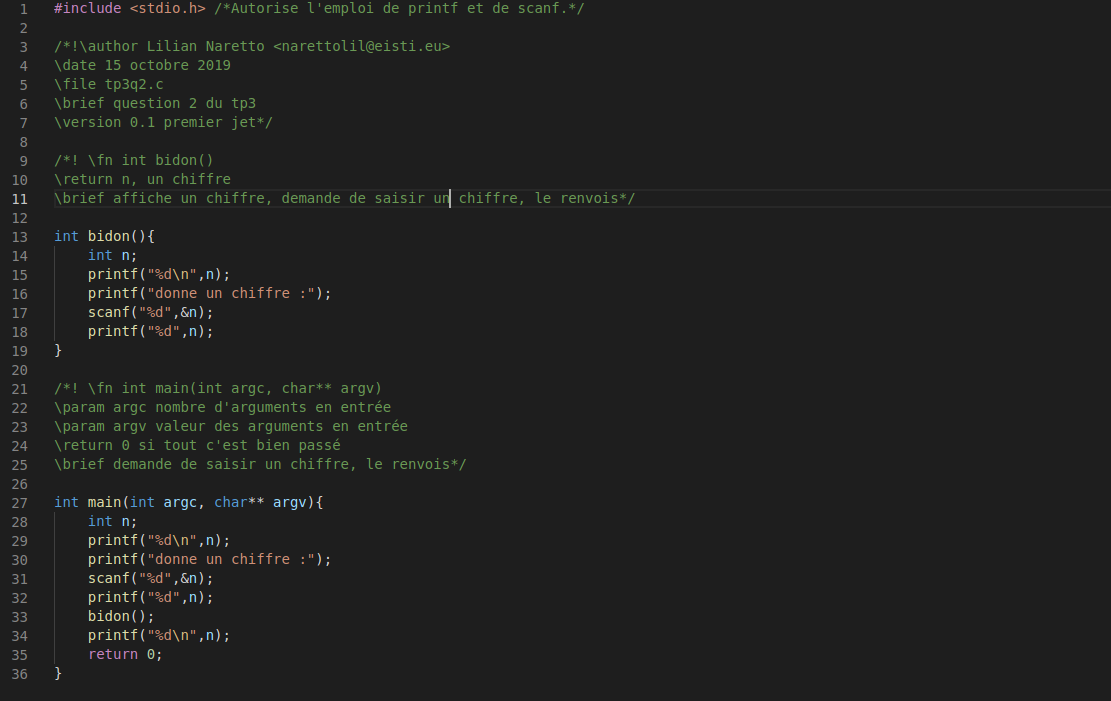 1 #include <stdio.h> /*Autorise l'emploi de printf et de scanf.*/
2
3 /*!\author Lilian Naretto <narettolil@eisti.eu>
4 \date 15 octobre 2019
5 \file tp3q2.c
6 \brief question 2 du tp3
7 \version 0.1 premier jet*/
8
9 /*! \fn int bidon()
10 \return n, un chiffre
11 \brief affiche un chiffre, demande de saisir un chiffre, le renvois*/
12
13 int bidon(){
14     int n;
15     printf("%d\n",n);
16     printf("donne un chiffre :");
17     scanf("%d",&n);
18     printf("%d",n);
19 }
20
21 /*! \fn int main(int argc, char** argv)
22 \param argc nombre d'arguments en entrée
23 \param argv valeur des arguments en entrée
24 \return 0 si tout c'est bien passé
25 \brief demande de saisir un chiffre, le renvois*/
26
27 int main(int argc, char** argv){
28     int n;
29     printf("%d\n",n);
30     printf("donne un chiffre :");
31     scanf("%d",&n);
32     printf("%d",n);
33     bidon();
34     printf("%d\n",n);
35     return 0;
36 }